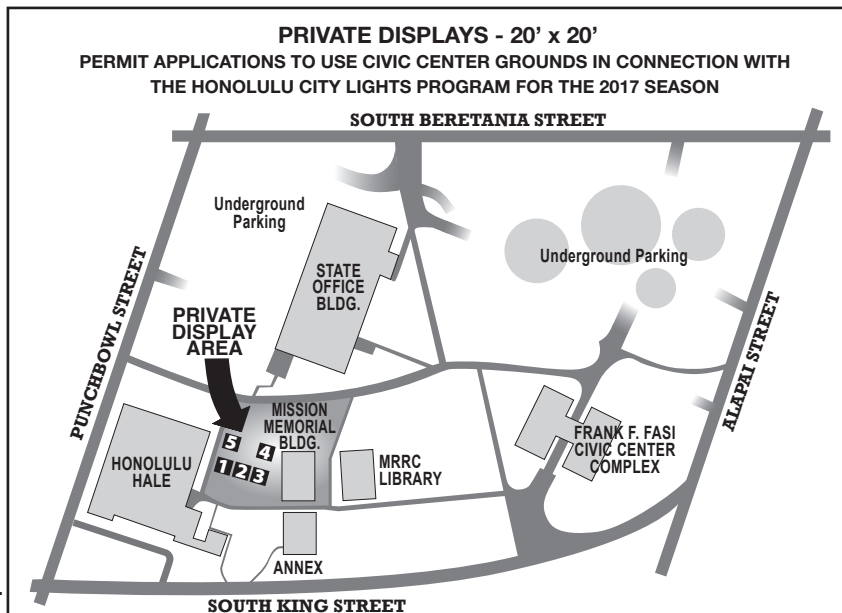 PRIVATE DISPLAYS - 20' x 20'
PERMIT APPLICATIONS TO USE CIVIC CENTER GROUNDS IN CONNECTION WITH
THE HONOLULU CITY LIGHTS PROGRAM FOR THE 2017 SEASON
SOUTH BERETANIA STREET
Underground
Parking
STATE
OFFICE
BLDG.
Underground Parking
PUNCHBOWL STREET
ALAPAI STREET
PRIVATE
DISPLAY
AREA
MISSION
MEMORIAL
BLDG.
5
4
1 2 3
HONOLULU
HALE
MRRC
LIBRARY
FRANK F. FASI
CIVIC CENTER
COMPLEX
ANNEX
SOUTH KING STREET